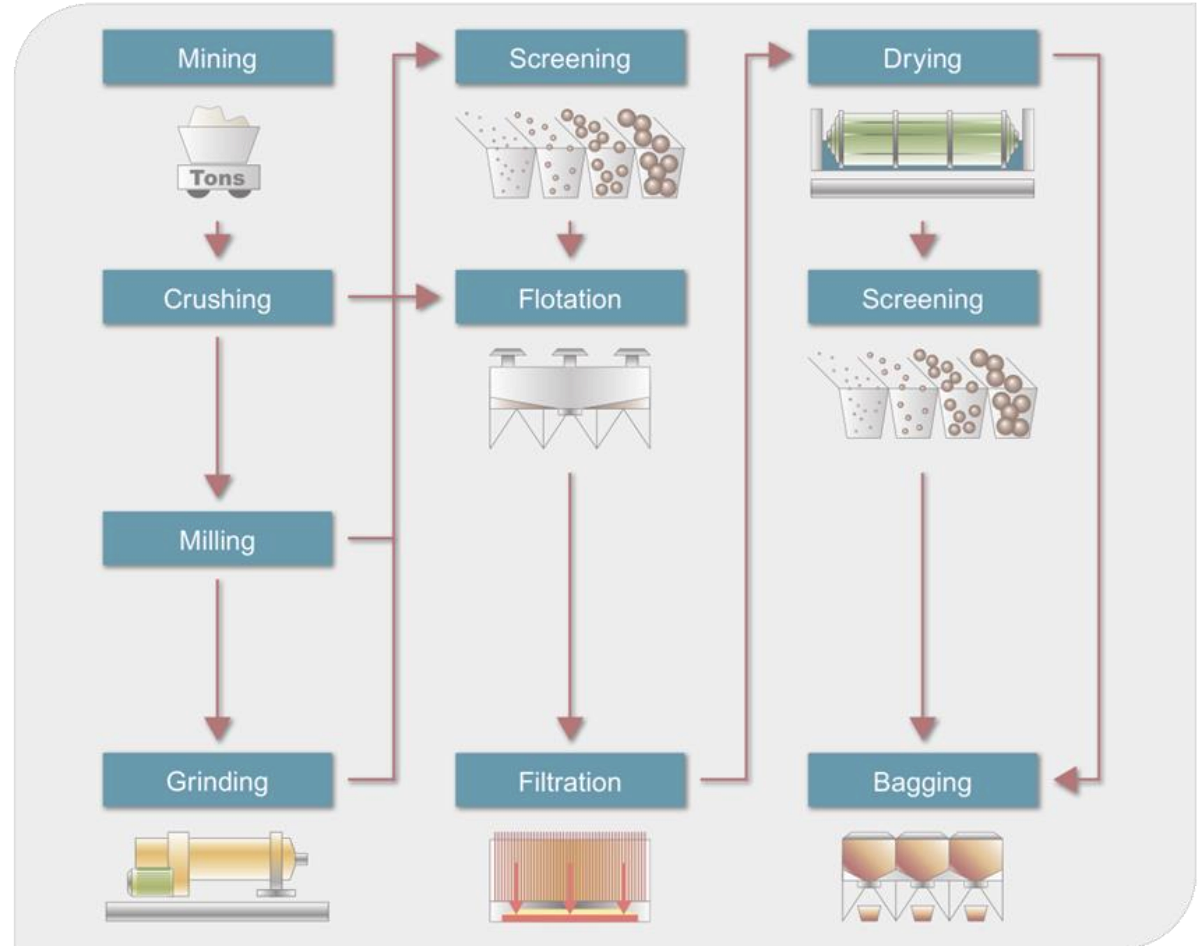 Mining
Tons
Crushing
Milling
Grinding
Screening
Flotation
Filtration
Drying
Screening
Bagging